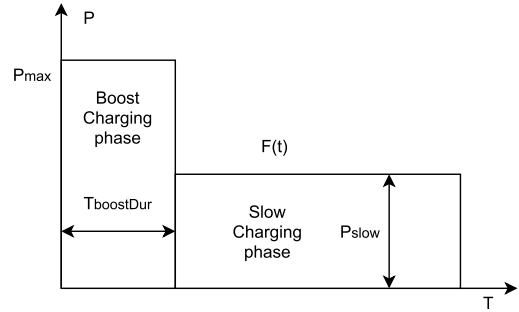 P
Pmax
Boost
Charging
phase
F(t)
TboostDur
Slow
Charging
phase
Pslow
T